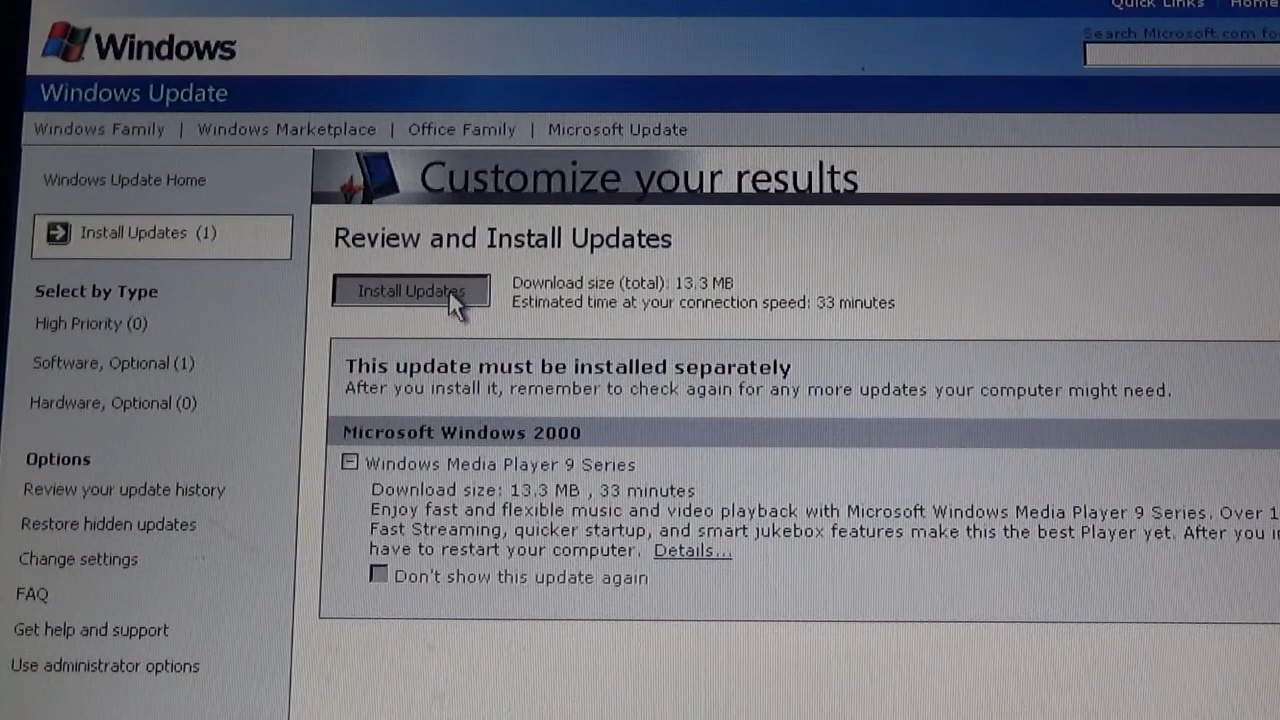 Quick Links | Home
Windows
Search Microsoft.com fo
Windows Update
Windows Family | Windows Marketplace | Office Family | Microsoft Update
Windows Update Home
Install Updates (1)
Select by Type
High Priority (0)
Software, Optional (1)
Hardware, Optional (0)
Options
Review your update history
Restore hidden updates
Change settings
FAQ
Get help and support
Use administrator options
Customize your results
Review and Install Updates
Install Updates
Download size (total): 13.3 MB
Estimated time at your connection speed: 33 minutes
This update must be installed separately
After you install it, remember to check again for any more updates your computer might need.
Microsoft Windows 2000
Windows Media Player 9 Series
Download size: 13.3 MB , 33 minutes
Enjoy fast and flexible music and video playback with Microsoft Windows Media Player 9 Series. Over 1
Fast Streaming, quicker startup, and smart jukebox features make this the best Player yet. After you i
have to restart your computer. Details...
Don't show this update again